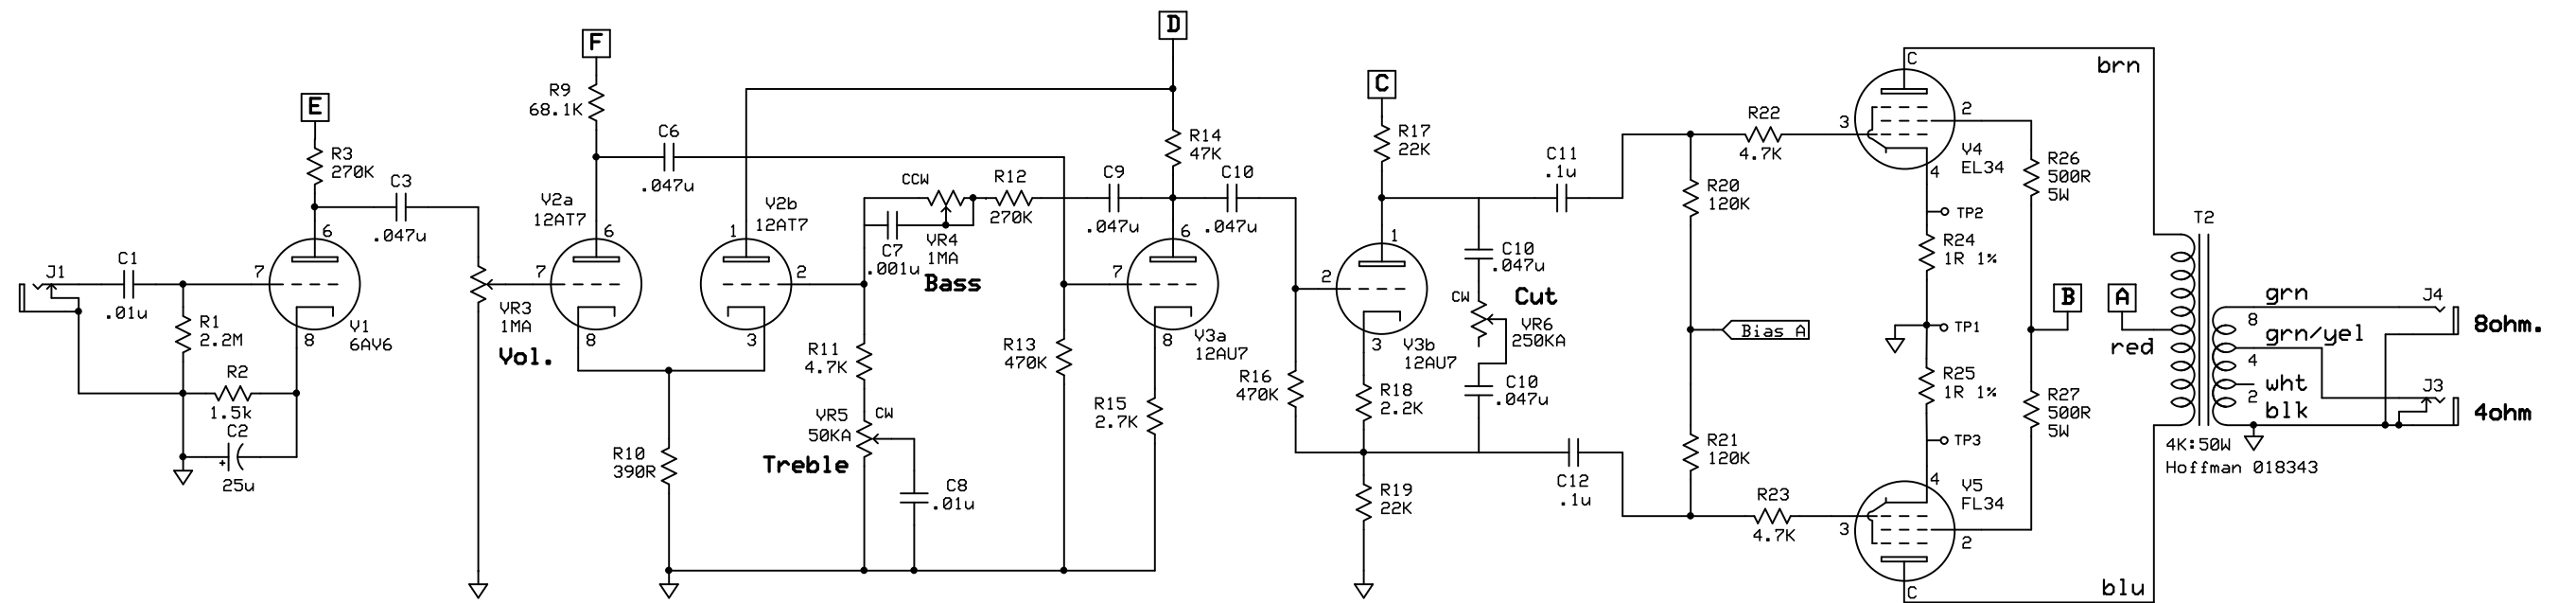 J1
C1
.01u
R1
2.2M
R2
1.5k
C2
+
25u
E
R3
270K
6
7
8
V1
6AV6
C3
.047u
VR3
1MA
Vol.
F
R9
68.1K
V2a
12AT7
6
7
8
C6
.047u
V2b
12AT7
1
2
3
R10
390R
CCW
C7
.001u
VR4
1MA
Bass
R12
270K
R11
4.7K
VR5
50KA
CW
Treble
C8
.01u
D
R14
47K
C9
.047u
C10
.047u
R13
470K
6
7
8
V3a
12AU7
R15
2.7K
C
R17
22K
1
2
3
V3b
12AU7
R16
470K
R18
2.2K
R19
22K
C10
.047u
CW
Cut
VR6
250KA
C10
.047u
C11
.1u
C12
.1u
R20
120K
Bias A
R21
120K
R22
4.7K
R23
4.7K
C
brn
2
3
V4
EL34
4
TP2
R24
1R 1%
TP1
R25
1R 1%
TP3
4
V5
FL34
3
2
C
blu
R26
500R
5W
R27
500R
5W
B
A
red
T2
4K:50W
Hoffman 018343
grn
8
grn/yel
4
wht
2
blk
J4
8ohm.
J3
4ohm